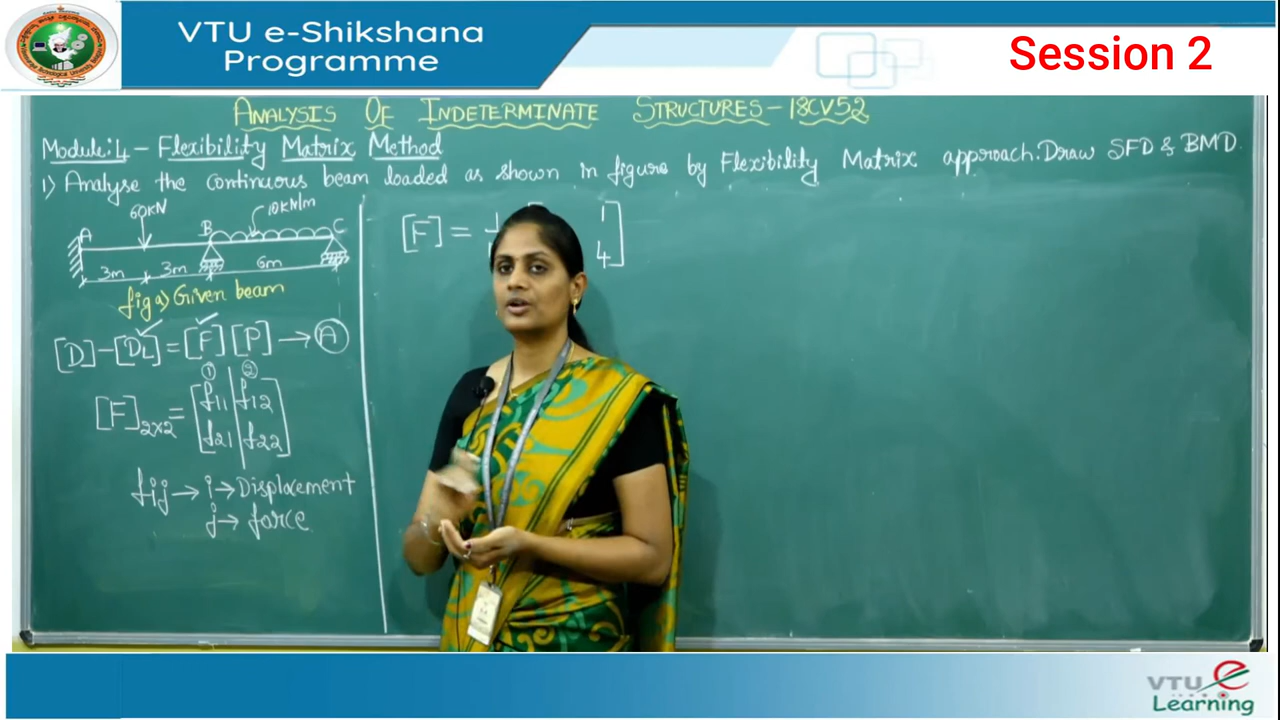 VTU e-Shikshana
Programme
Session 2
ANALYSIS OF INDETERMINATE STRUCTURES-18CV52
Module:4 - Flexibility Matrix Method
1) Analyse the continuous beam loaded as shown in figure by Flexibility Matrix approach. Draw SFD & BMD.
60KN
10KN/m
A B C
3m 3m 6m
fig a) Given beam
[D]-[DL]=[F][P] → (A)
① ②
[F]2x2 = [f11 f12
f21 f22]
fij → i → Displacement
j → force
[F] = 1 1
4
VTU e
Learning